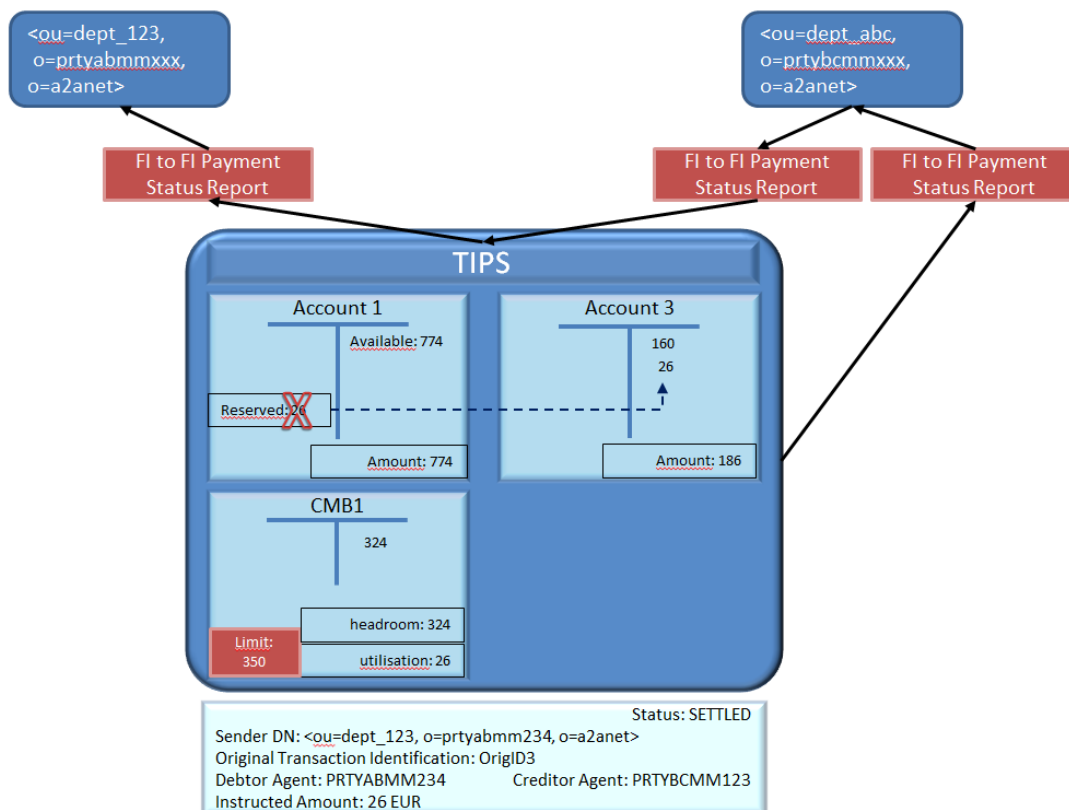 <ou=dept_123,
o=prtyabmmxxx,
o=a2anet>
<ou=dept_abc,
o=prtybcmmxxx,
o=a2anet>
FI to FI Payment
Status Report
FI to FI Payment
Status Report
FI to FI Payment
Status Report
TIPS
Account 1
Available: 774
Reserved: 26
X
Amount: 774
Account 3
160
26
Amount: 186
CMB1
324
headroom: 324
Limit:
350
utilisation: 26
Status: SETTLED
Sender DN: <ou=dept_123, o=prtyabmm234, o=a2anet>
Original Transaction Identification: OrigID3
Debtor Agent: PRTYABMM234 Creditor Agent: PRTYBCMM123
Instructed Amount: 26 EUR